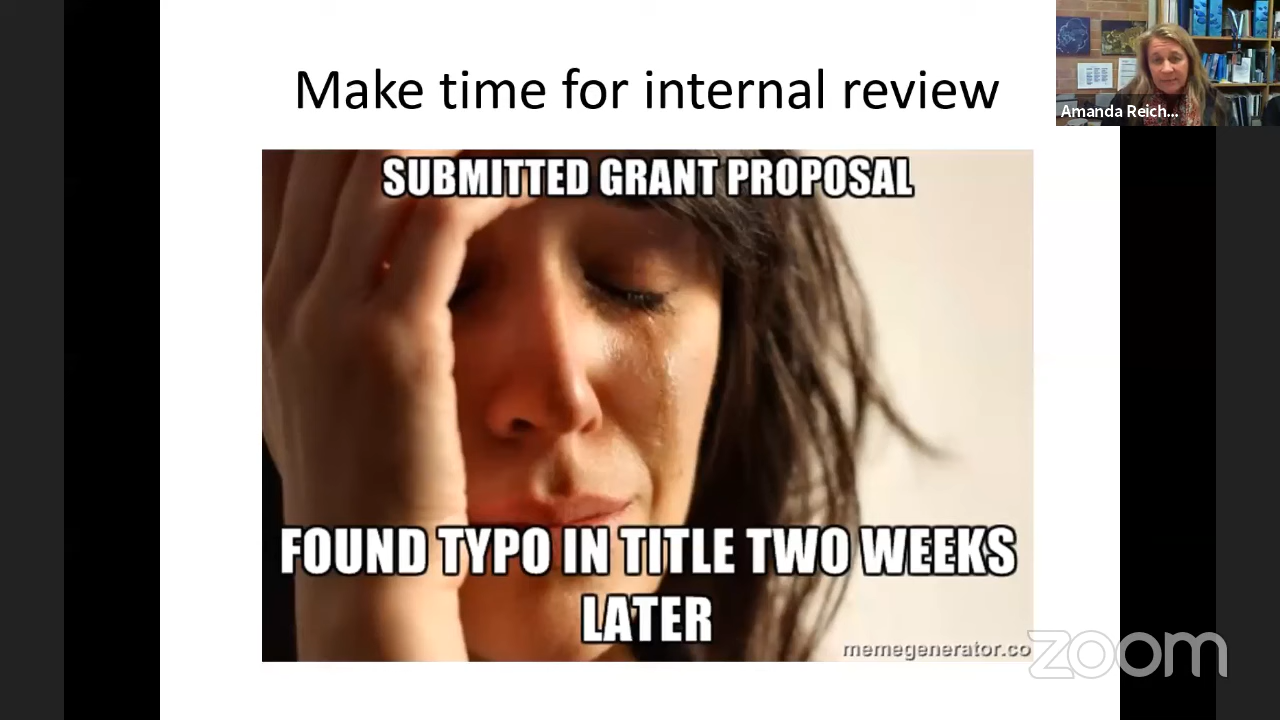 Make time for internal review
SUBMITTED GRANT PROPOSAL
FOUND TYPO IN TITLE TWO WEEKS
LATER
memegenerator.co
Amanda Reich...
zoom